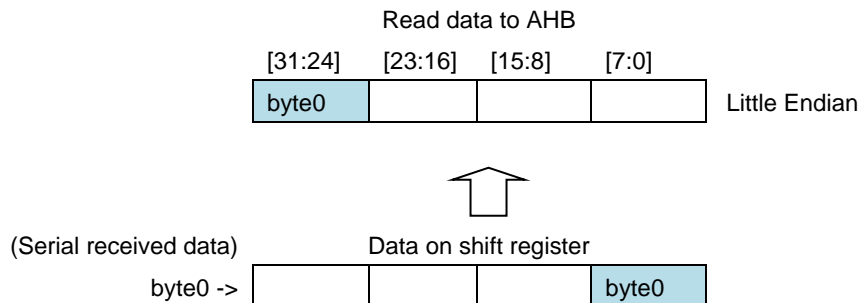 Read data to AHB
[31:24] [23:16] [15:8] [7:0]
byte0 Little Endian
(Serial received data) Data on shift register
byte0 -> byte0